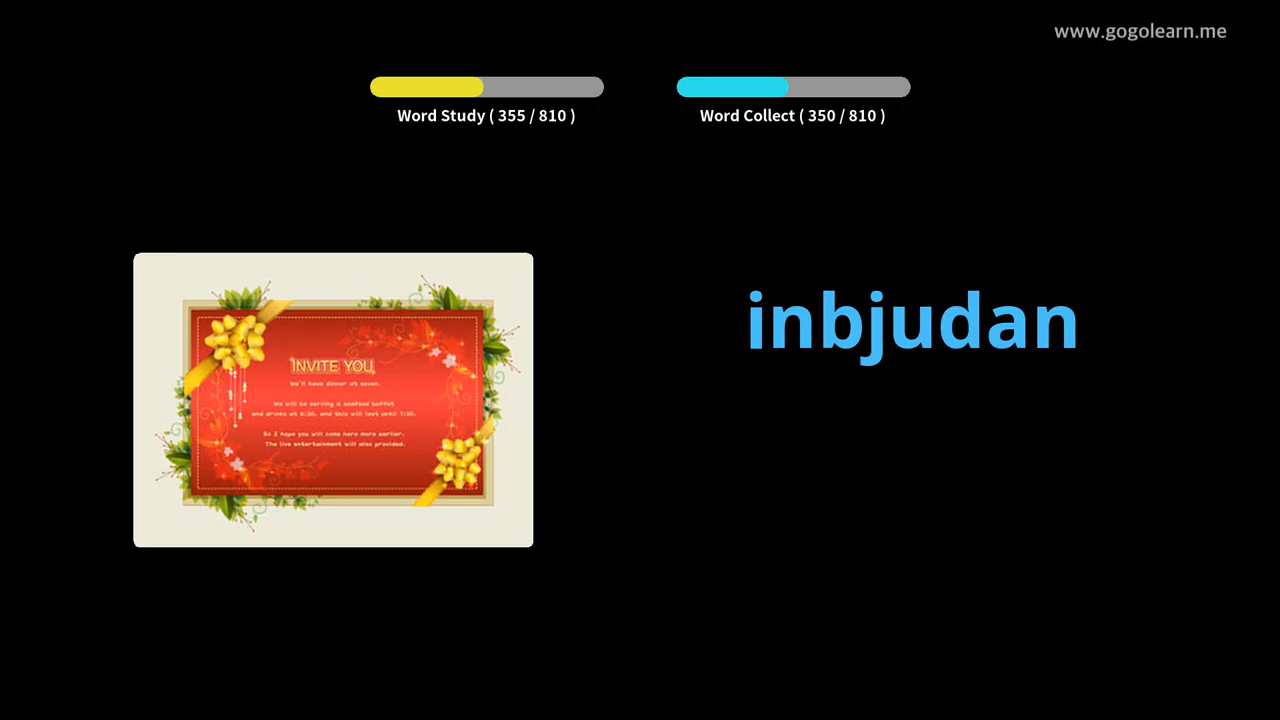 www.gogolearn.me
Word Study ( 355 / 810 )
Word Collect ( 350 / 810 )
inbjudan
INVITE YOU
We'll have dinner at seven.
We will be serving a seafood buffet
and drinks at 6:30, and this will last until 7:30.
So I hope you will come here more earlier.
The live entertainment will also provided.